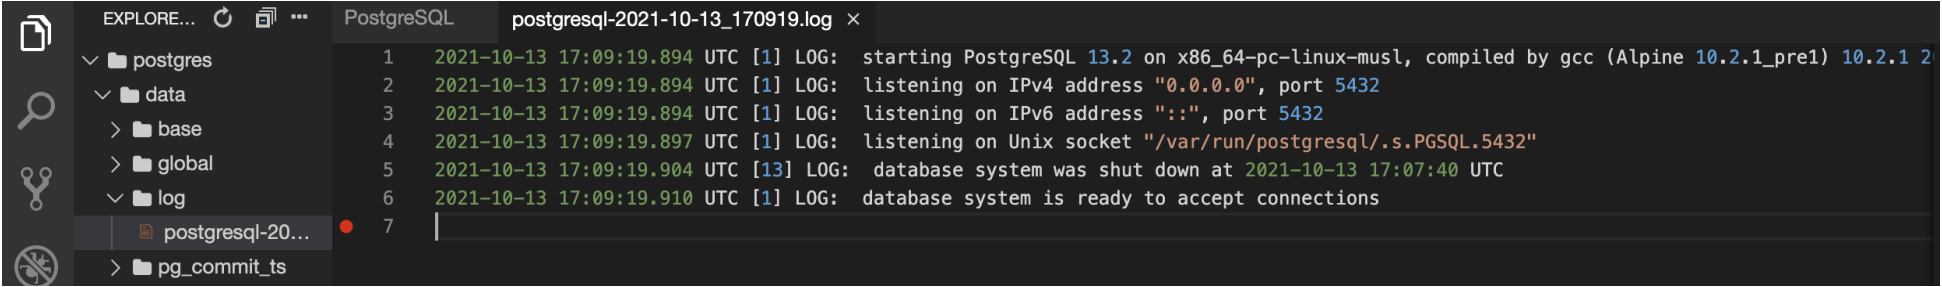 EXPLORE...
postgres
data
base
global
log
postgresql-20...
pg_commit_ts
PostgreSQL
postgresql-2021-10-13_170919.log
1 2021-10-13 17:09:19.894 UTC [1] LOG:  starting PostgreSQL 13.2 on x86_64-pc-linux-musl, compiled by gcc (Alpine 10.2.1_pre1) 10.2.1 20
2 2021-10-13 17:09:19.894 UTC [1] LOG:  listening on IPv4 address "0.0.0.0", port 5432
3 2021-10-13 17:09:19.894 UTC [1] LOG:  listening on IPv6 address "::", port 5432
4 2021-10-13 17:09:19.897 UTC [1] LOG:  listening on Unix socket "/var/run/postgresql/.s.PGSQL.5432"
5 2021-10-13 17:09:19.904 UTC [13] LOG:  database system was shut down at 2021-10-13 17:07:40 UTC
6 2021-10-13 17:09:19.910 UTC [1] LOG:  database system is ready to accept connections
7